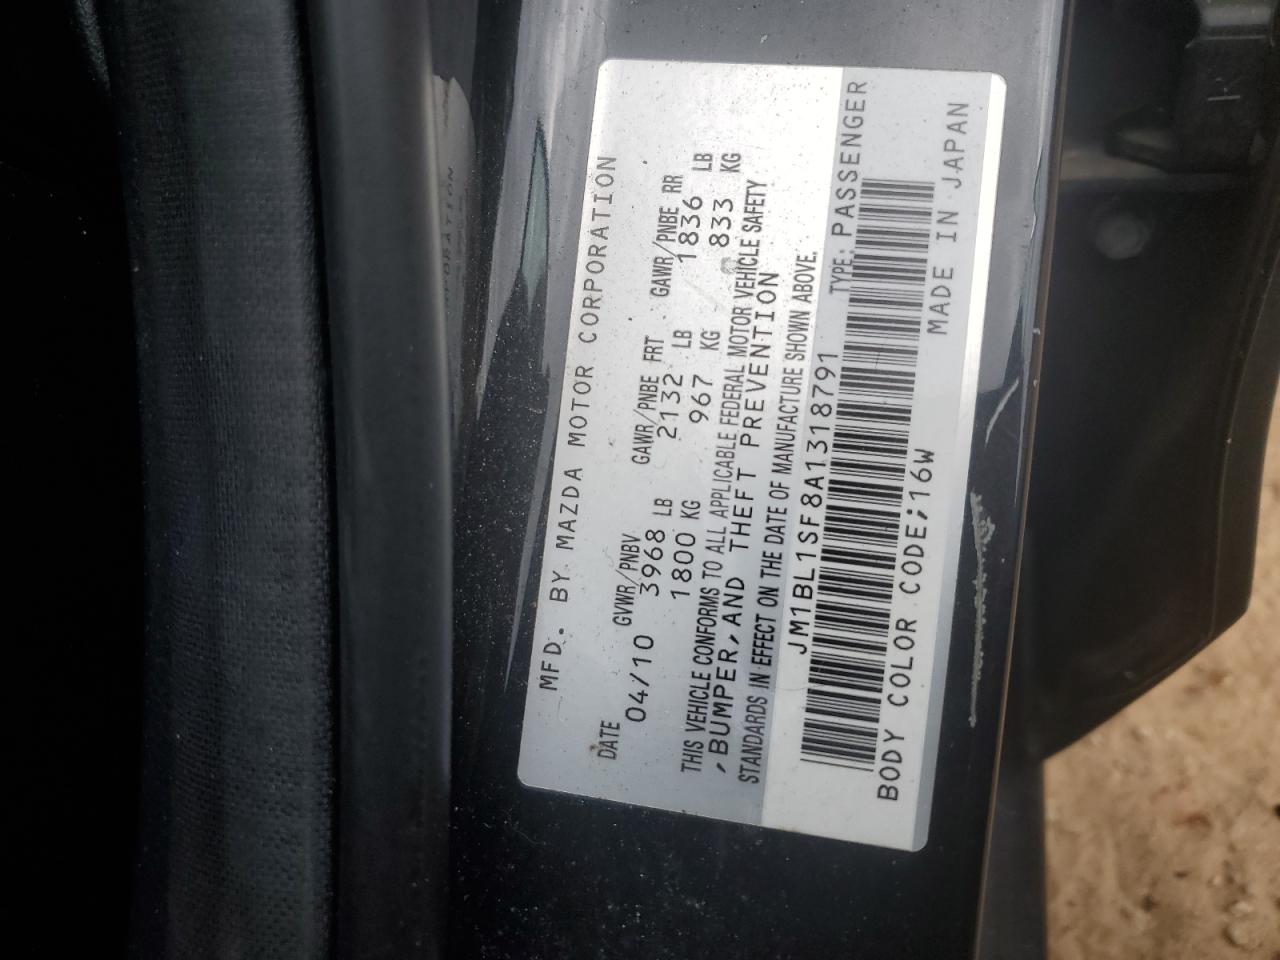 MFD. BY MAZDA MOTOR CORPORATION
DATE GVWR/PNBV GAWR/PNBE FRT GAWR/PNBE RR
04/10 3968 LB 2132 LB 1836 LB
1800 KG 967 KG 833 KG
THIS VEHICLE CONFORMS TO ALL APPLICABLE FEDERAL MOTOR VEHICLE SAFETY
,BUMPER,AND THEFT PREVENTION
STANDARDS IN EFFECT ON THE DATE OF MANUFACTURE SHOWN ABOVE.
JM1BL1SF8A1318791 TYPE: PASSENGER
BODY COLOR CODE;16W MADE IN JAPAN